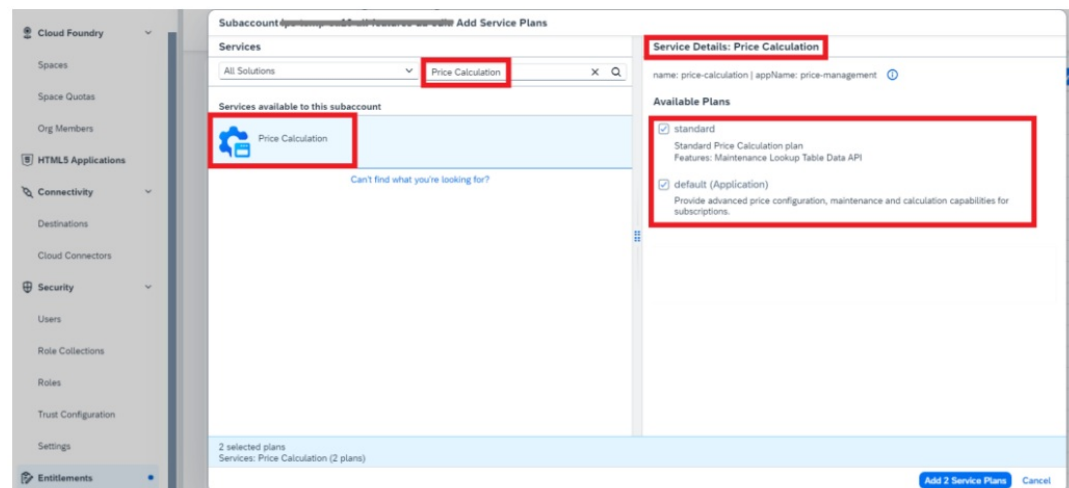 Cloud Foundry
Spaces
Space Quotas
Org Members
HTML5 Applications
Connectivity
Destinations
Cloud Connectors
Security
Users
Role Collections
Roles
Trust Configuration
Settings
Entitlements
Subaccount Add Service Plans
Services
All Solutions
Price Calculation
Services available to this subaccount
Price Calculation
Can't find what you're looking for?
2 selected plans
Services: Price Calculation (2 plans)
Service Details: Price Calculation
name: price-calculation | appName: price-management
Available Plans
standard
Standard Price Calculation plan
Features: Maintenance Lookup Table Data API
default (Application)
Provide advanced price configuration, maintenance and calculation capabilities for
subscriptions.
Add 2 Service Plans Cancel